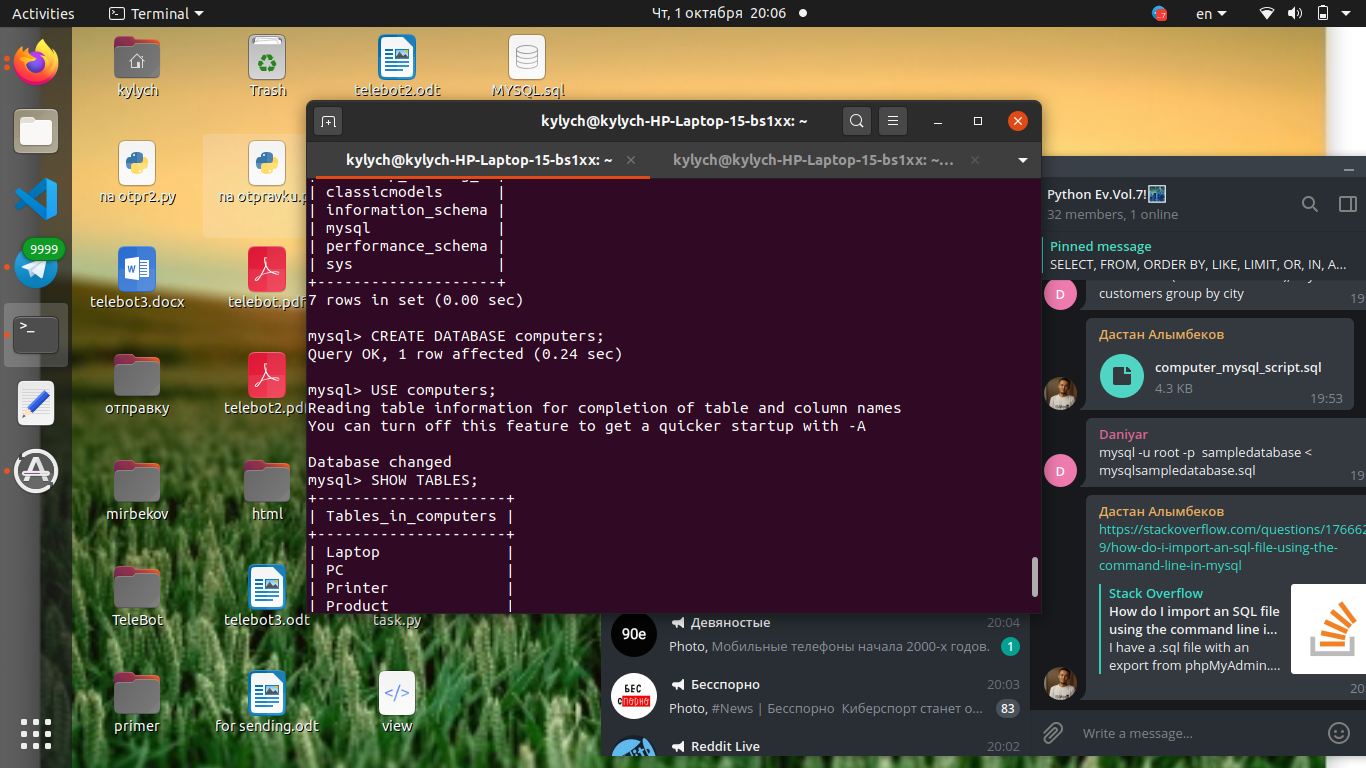 Activities
Terminal
Чт, 1 октября 20:06
en
kylych
Trash
telebot2.odt
MYSQL.sql
na otpr2.py
na otpravku.p
9999
telebot3.docx
telebot.pdf
отправку
telebot2.pdf
mirbekov
html
TeleBot
telebot3.odt
task.py
primer
for sending.odt
view
kylych@kylych-HP-Laptop-15-bs1xx: ~
kylych@kylych-HP-Laptop-15-bs1xx: ~
kylych@kylych-HP-Laptop-15-bs1xx: ~...
| classicmodels      |
| information_schema |
| mysql              |
| performance_schema |
| sys                |
+--------------------+
7 rows in set (0.00 sec)
mysql> CREATE DATABASE computers;
Query OK, 1 row affected (0.24 sec)
mysql> USE computers;
Reading table information for completion of table and column names
You can turn off this feature to get a quicker startup with -A
Database changed
mysql> SHOW TABLES;
+---------------------+
| Tables_in_computers |
+---------------------+
| Laptop              |
| PC                  |
| Printer             |
| Product             |
Python Ev.Vol.7!
32 members, 1 online
Pinned message
SELECT, FROM, ORDER BY, LIKE, LIMIT, OR, IN, A...
D
customers group by city
19
Дастан Алымбеков
computer_mysql_script.sql
4.3 KB
19:53
Daniyar
mysql -u root -p sampledatabase <
mysqlsampledatabase.sql
D
19
Дастан Алымбеков
https://stackoverflow.com/questions/176662
9/how-do-i-import-an-sql-file-using-the-
command-line-in-mysql
Stack Overflow
How do I import an SQL file
using the command line i...
I have a .sql file with an
export from phpMyAdmin....
20
Write a message...
90е
Девяностые
20:04
Photo, Мобильные телефоны начала 2000-х годов.
1
БЕС
СПОРНО
Бесспорно
20:03
Photo, #News | Бесспорно Киберспорт станет о...
83
Reddit Live
20:02